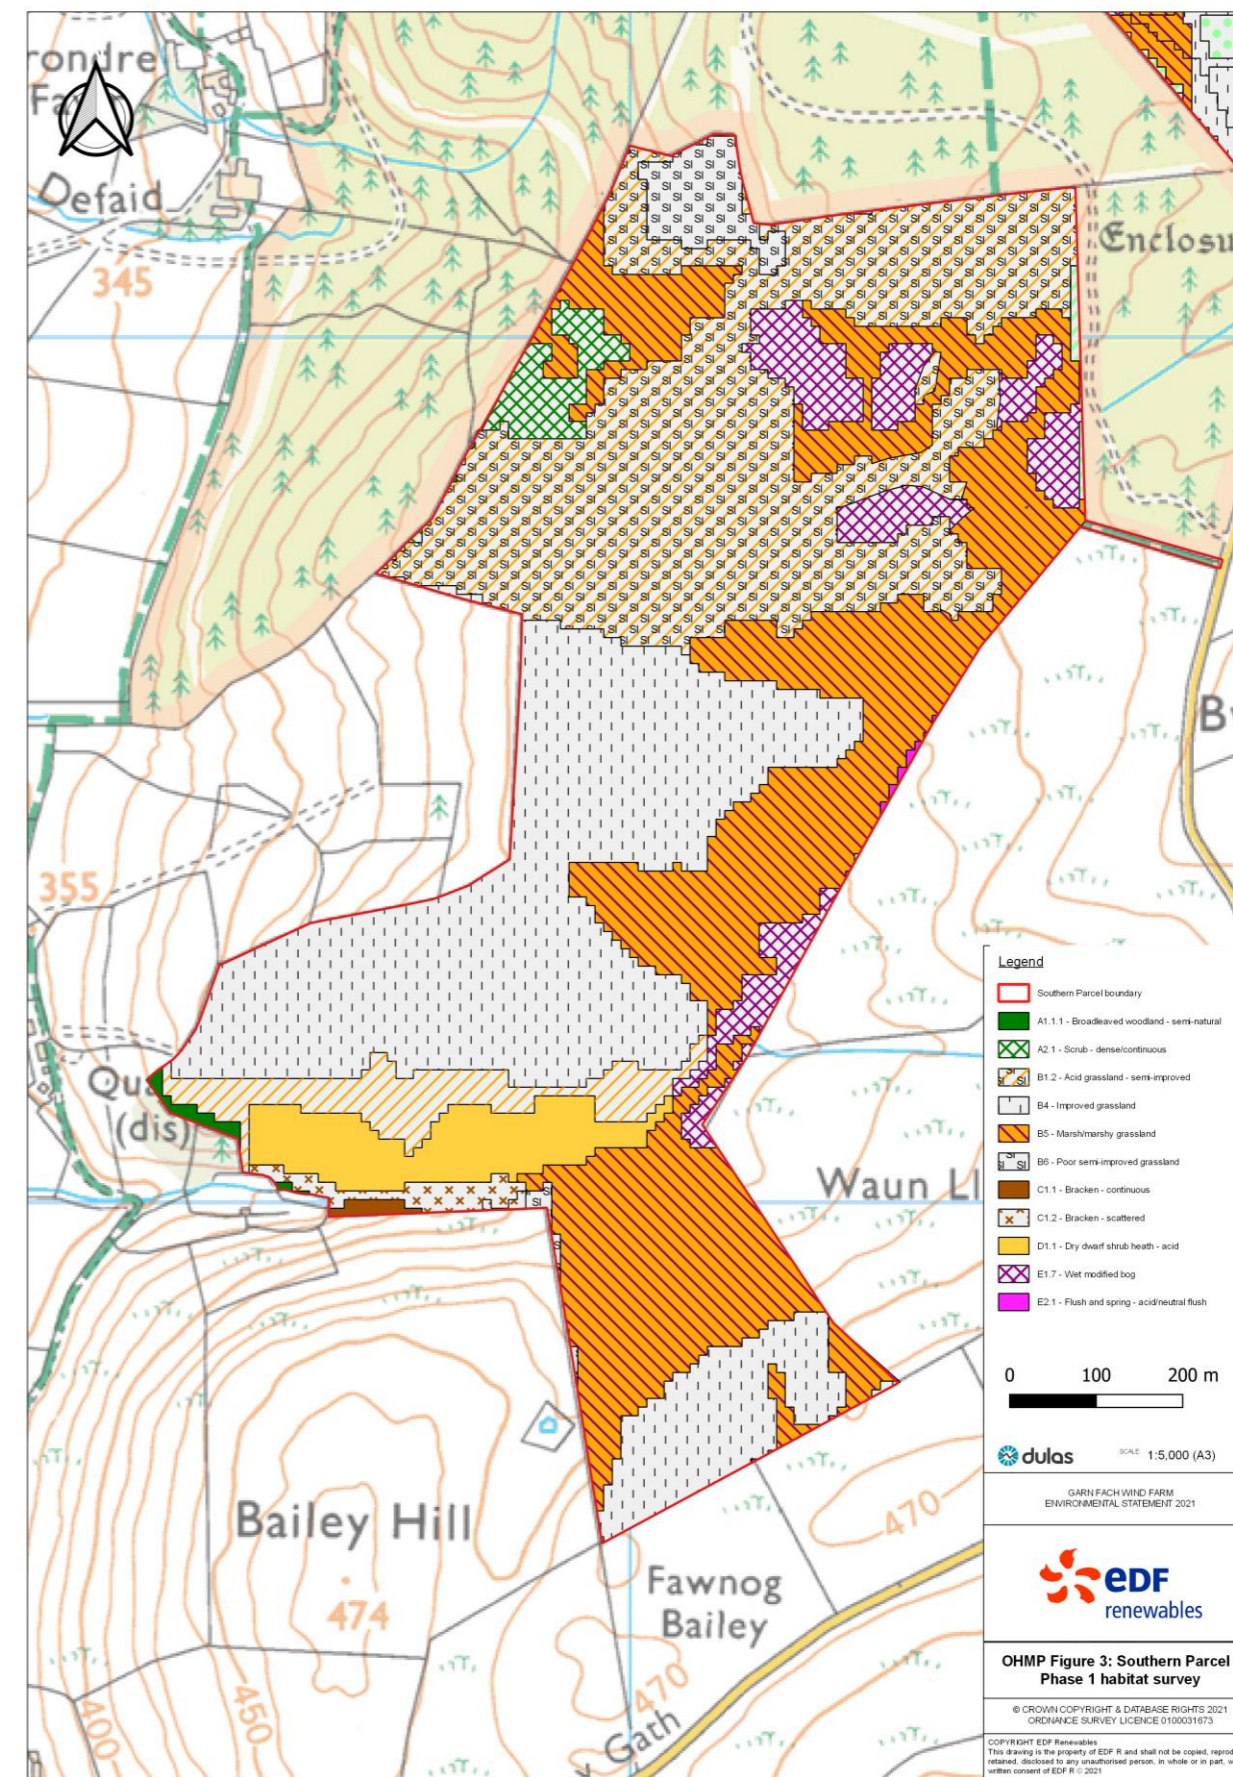 rondre
Fa
Defaid
345
Enclosu
355
B
Qua
(dis)
Waun Ll
Bailey Hill
474
Fawnog
Bailey
470
470
400
450
Gath
Legend
Southern Parcel boundary
A1.1.1 - Broadleaved woodland - semi-natural
A2.1 - Scrub - dense/continuous
B1.2 - Acid grassland - semi-improved
B4 - Improved grassland
B5 - Marsh/marshy grassland
B6 - Poor semi-improved grassland
C1.1 - Bracken - continuous
C1.2 - Bracken - scattered
D1.1 - Dry dwarf shrub heath - acid
E1.7 - Wet modified bog
E2.1 - Flush and spring - acid/neutral flush
0 100 200 m
dulas
SCALE: 1:5,000 (A3)
GARN FACH WIND FARM
ENVIRONMENTAL STATEMENT 2021
eDF
renewables
OHMP Figure 3: Southern Parcel
Phase 1 habitat survey
© CROWN COPYRIGHT & DATABASE RIGHTS 2021
ORDNANCE SURVEY LICENCE 0100031673
COPYRIGHT EDF Renewables
This drawing is the property of EDF R and shall not be copied, reprod
retained, disclosed to any unauthorised person, in whole or in part, w
written consent of EDF R © 2021